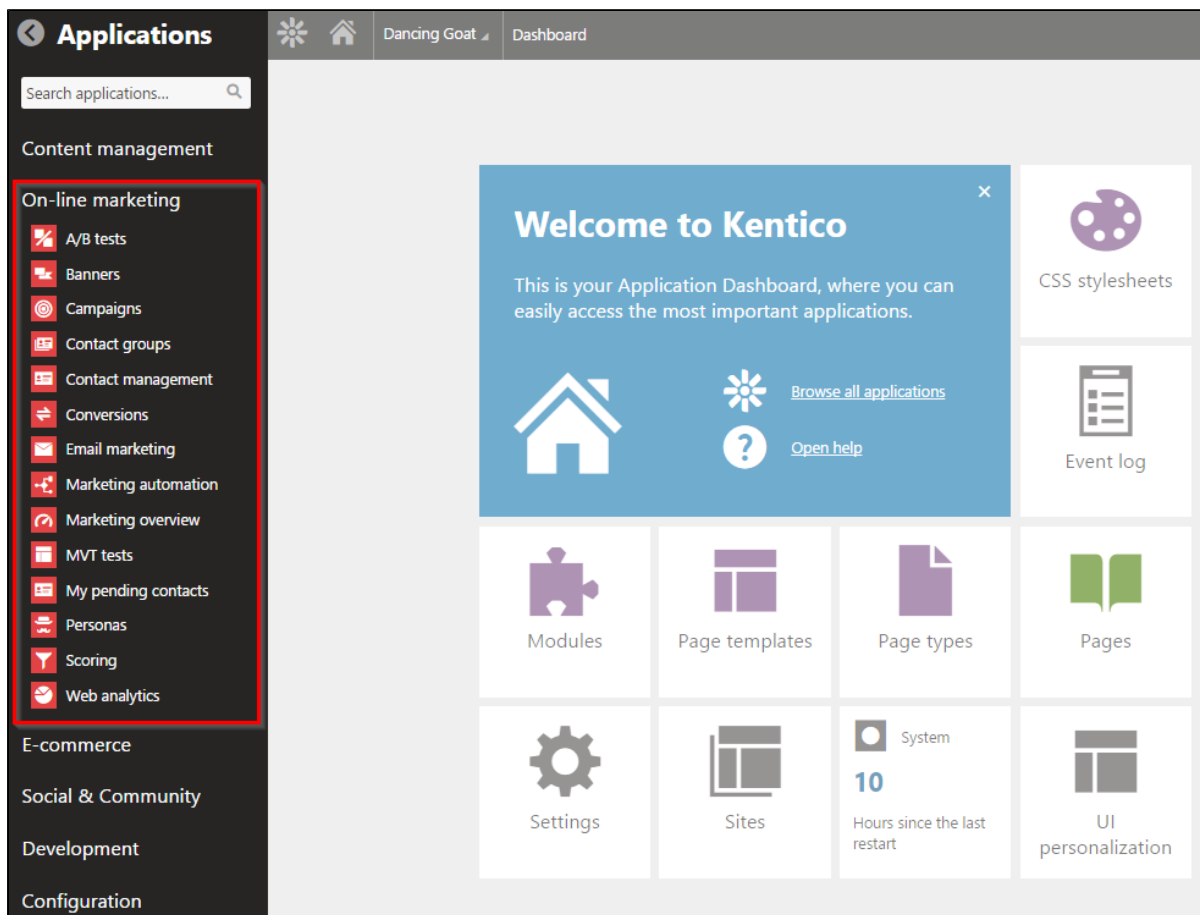 Applications
Dancing Goat
Dashboard
Search applications...
Content management
On-line marketing
A/B tests
Banners
Campaigns
Contact groups
Contact management
Conversions
Email marketing
Marketing automation
Marketing overview
MVT tests
My pending contacts
Personas
Scoring
Web analytics
E-commerce
Social & Community
Development
Configuration
Welcome to Kentico
This is your Application Dashboard, where you can
easily access the most important applications.
Browse all applications
? Open help
CSS stylesheets
Event log
Modules
Page templates
Page types
Pages
Settings
Sites
System
10
Hours since the last
restart
UI
personalization